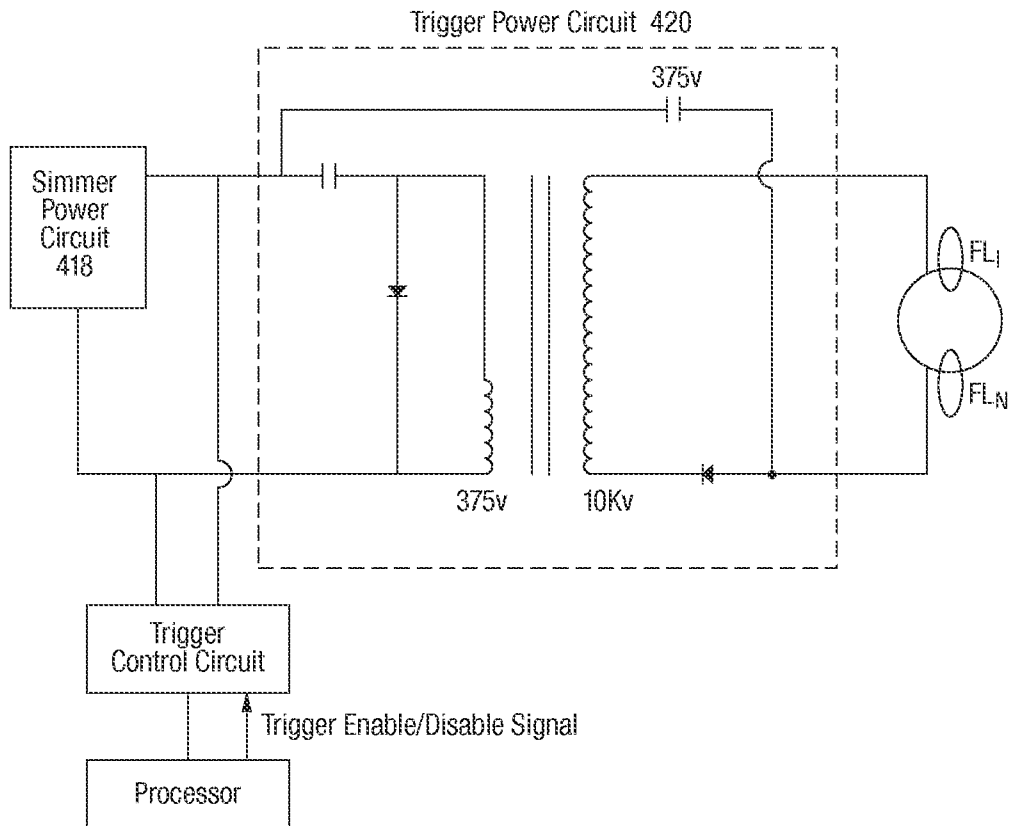 Trigger Power Circuit 420
375v
Simmer
Power
Circuit
418
FLI
FLN
375v
10Kv
Trigger
Control Circuit
Trigger Enable/Disable Signal
Processor